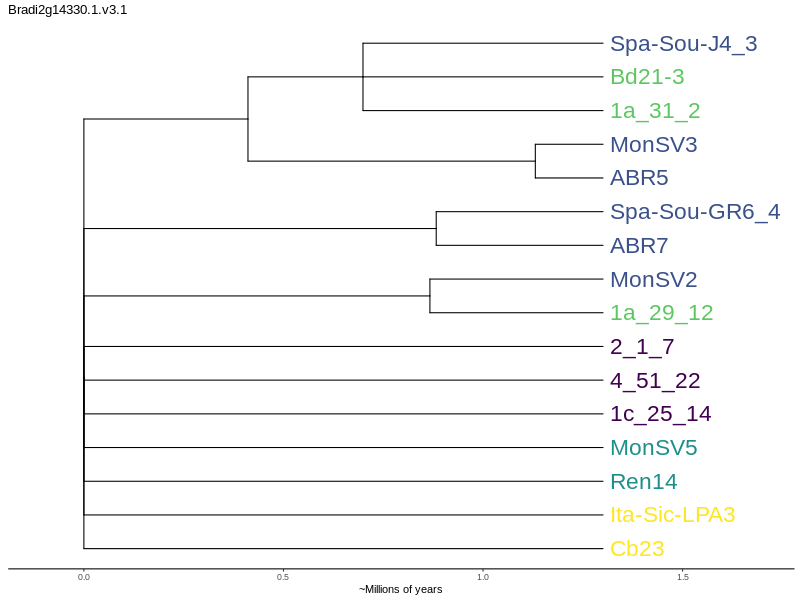 Bradi2g14330.1.v3.1
Spa-Sou-J4_3
Bd21-3
1a_31_2
MonSV3
ABR5
Spa-Sou-GR6_4
ABR7
MonSV2
1a_29_12
2_1_7
4_51_22
1c_25_14
MonSV5
Ren14
Ita-Sic-LPA3
Cb23
0.0 0.5 1.0 1.5
~Millions of years